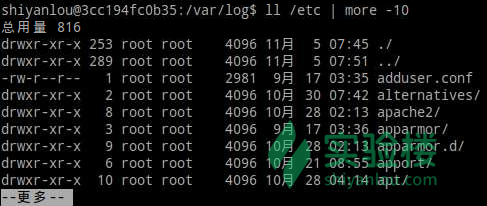 shiyanlou@3cc194fc0b35:/var/log$ ll /etc | more -10
总用量 816
drwxr-xr-x 253 root root    4096 11月  5 07:45 ./
drwxr-xr-x 289 root root    4096 11月  5 07:51 ../
-rw-r--r--   1 root root    2981  9月 17 03:35 adduser.conf
drwxr-xr-x   2 root root    4096 10月 30 07:42 alternatives/
drwxr-xr-x   8 root root    4096 10月 28 02:13 apache2/
drwxr-xr-x   3 root root    4096  9月 17 03:36 apparmor/
drwxr-xr-x   9 root root    4096 10月 28 02:13 apparmor.d/
drwxr-xr-x   6 root root    4096 10月 21 08:55 apport/
drwxr-xr-x  10 root root    4096 10月 28 04:14 apt/
--更多--
实验楼
shiyanlou.com